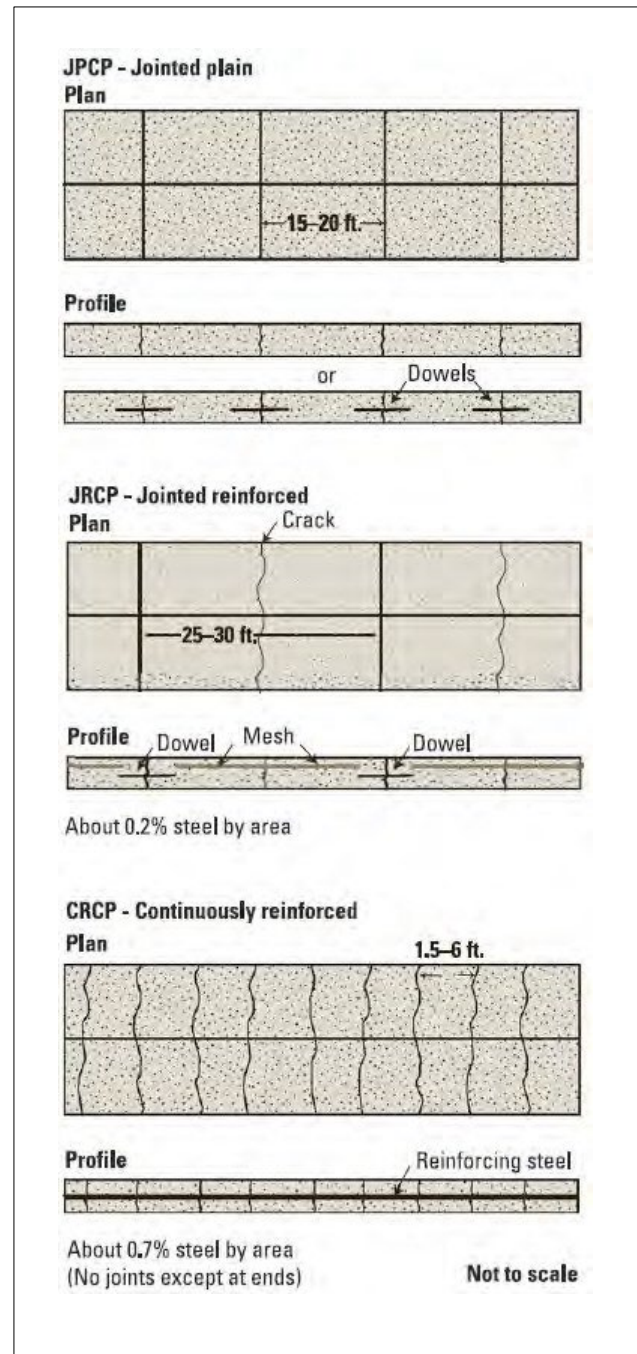 JPCP - Jointed plain
Plan
15–20 ft.
Profile
or
Dowels
JRCP - Jointed reinforced
Plan
Crack
25–30 ft.
Profile
Dowel
Mesh
Dowel
About 0.2% steel by area
CRCP - Continuously reinforced
Plan
1.5–6 ft.
Profile
Reinforcing steel
About 0.7% steel by area
(No joints except at ends)
Not to scale